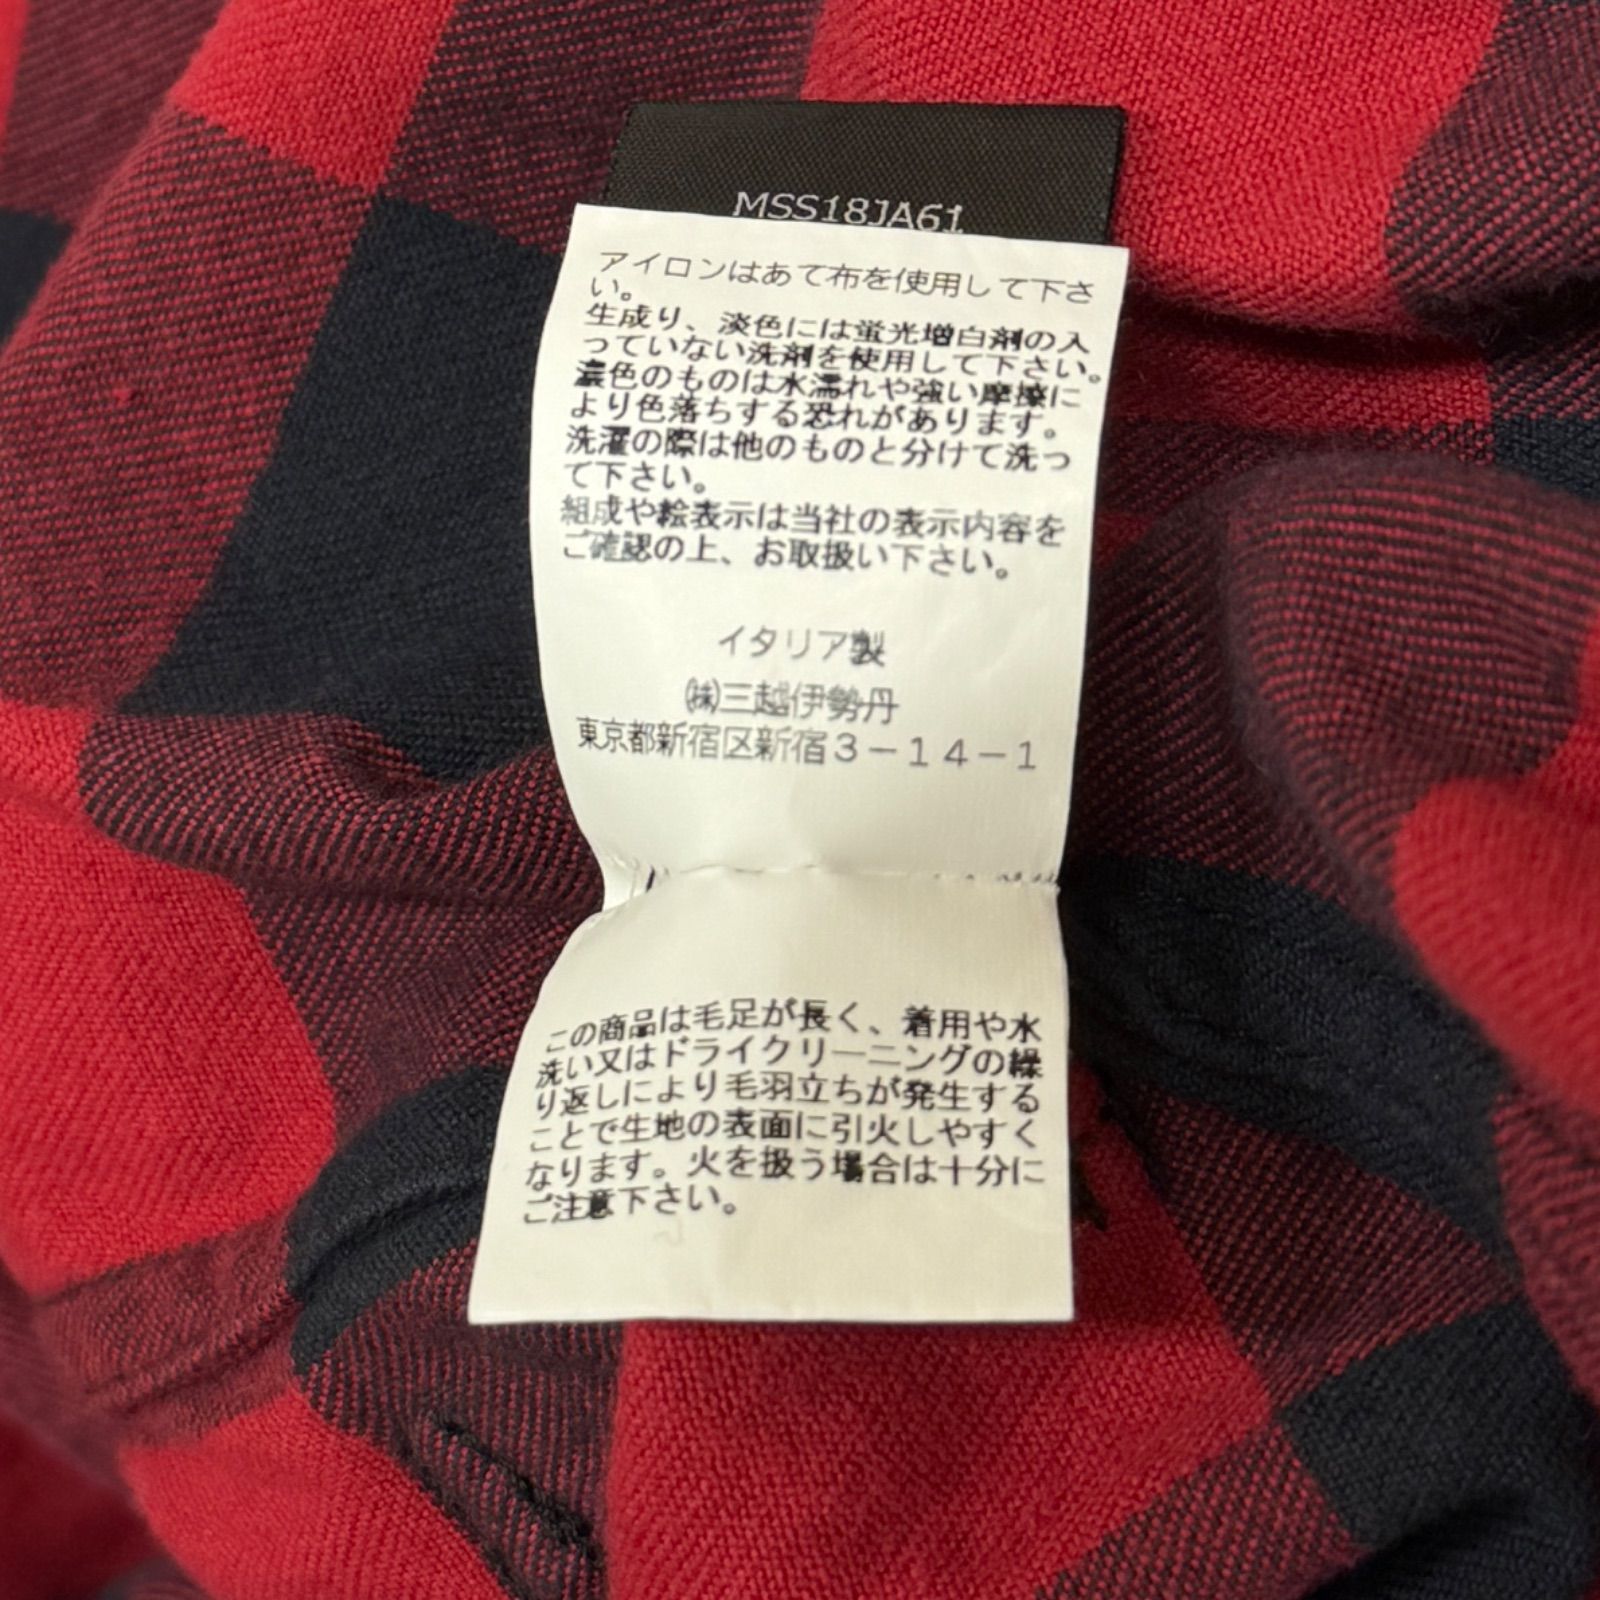 MSS18JA61
アイロンはあて布を使用して下さ
い。
生成り、淡色には蛍光増白剤の入
っていない洗剤を使用して下さい。
濃色のものは水濡れや強い摩擦に
より色落ちする恐れがあります。
洗濯の際は他のものと分けて洗っ
て下さい。
組成や絵表示は当社の表示内容を
ご確認の上、お取扱い下さい。
イタリア製
㈱三越伊勢丹
東京都新宿区新宿３－１４－１
この商品は毛足が長く、着用や水
洗い又はドライクリーニングの繰
り返しにより毛羽立ちが発生する
ことで生地の表面に引火しやすく
なります。火を扱う場合は十分に
ご注意下さい。